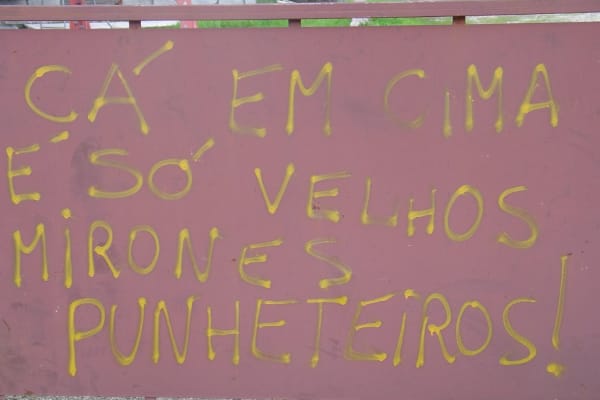 CÁ EM CIMA
É SÓ VELHOS
MIRONES
PUNHETEIROS!